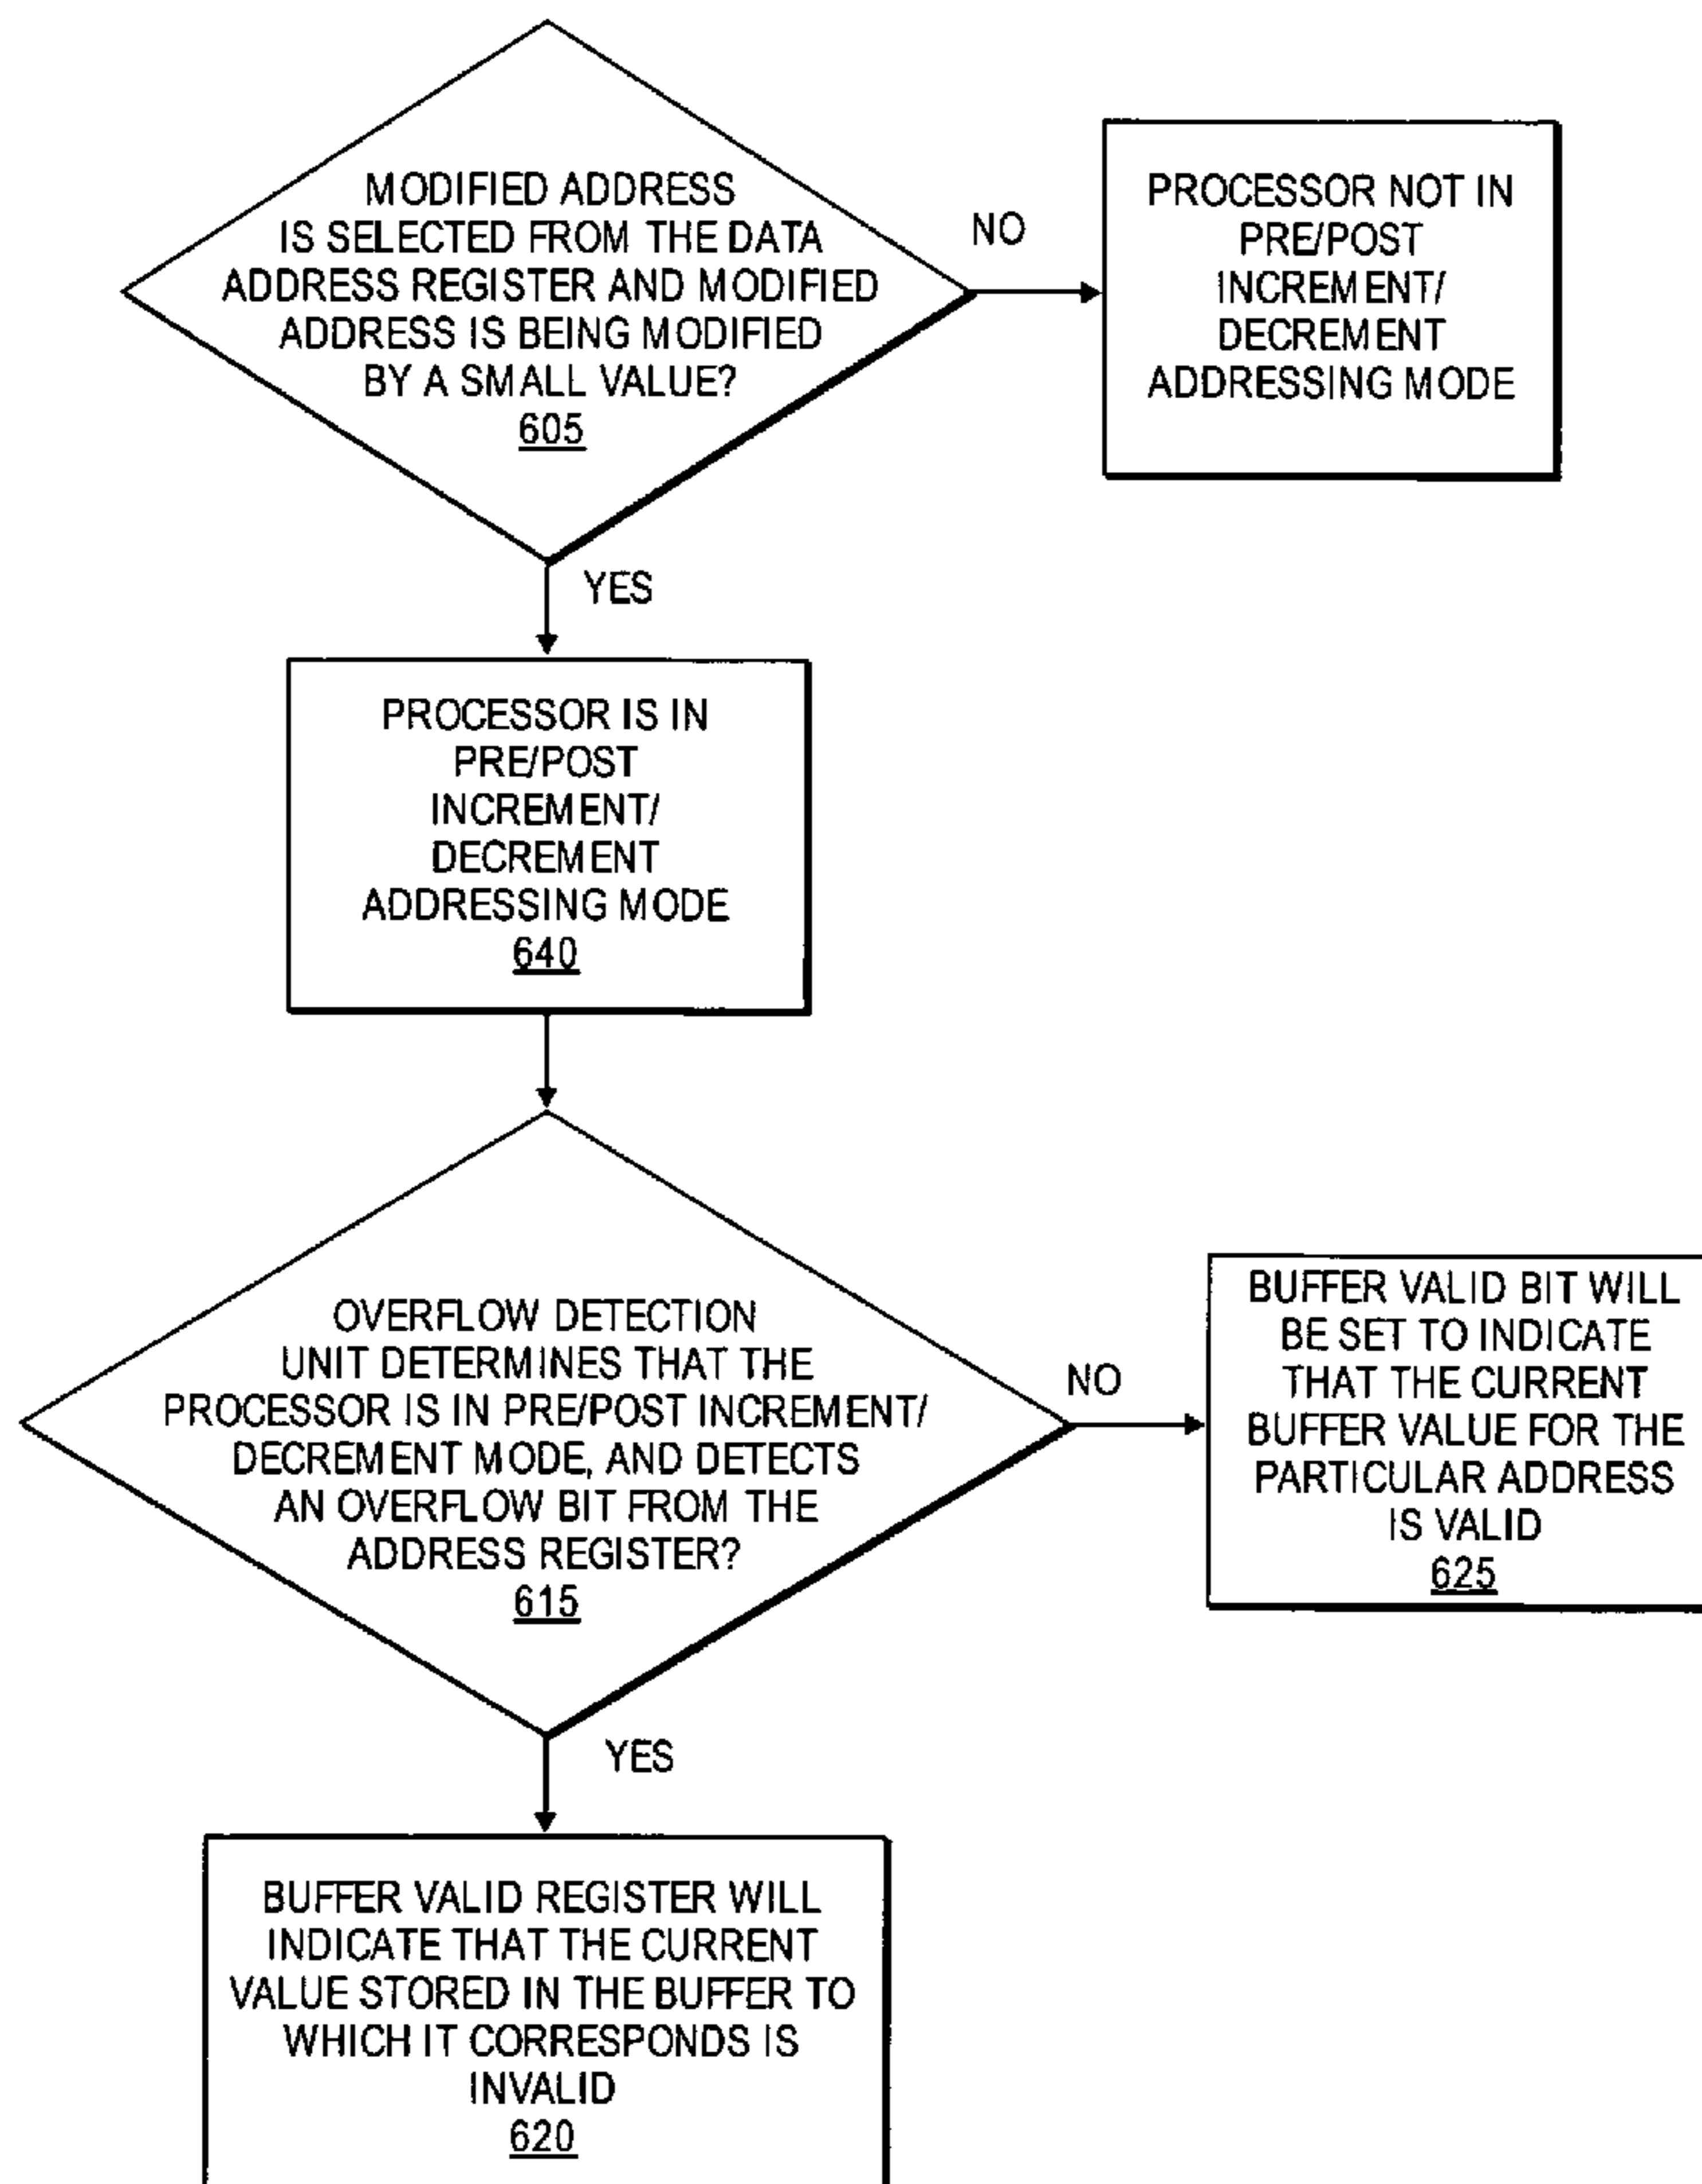 MODIFIED ADDRESS
IS SELECTED FROM THE DATA
ADDRESS REGISTER AND MODIFIED
ADDRESS IS BEING MODIFIED
BY A SMALL VALUE?
605
NO
PROCESSOR NOT IN
PRE/POST
INCREMENT/
DECREMENT
ADDRESSING MODE
YES
PROCESSOR IS IN
PRE/POST
INCREMENT/
DECREMENT
ADDRESSING MODE
640
OVERFLOW DETECTION
UNIT DETERMINES THAT THE
PROCESSOR IS IN PRE/POST INCREMENT/
DECREMENT MODE, AND DETECTS
AN OVERFLOW BIT FROM THE
ADDRESS REGISTER?
615
NO
BUFFER VALID BIT WILL
BE SET TO INDICATE
THAT THE CURRENT
BUFFER VALUE FOR THE
PARTICULAR ADDRESS
IS VALID
625
YES
BUFFER VALID REGISTER WILL
INDICATE THAT THE CURRENT
VALUE STORED IN THE BUFFER TO
WHICH IT CORRESPONDS IS
INVALID
620